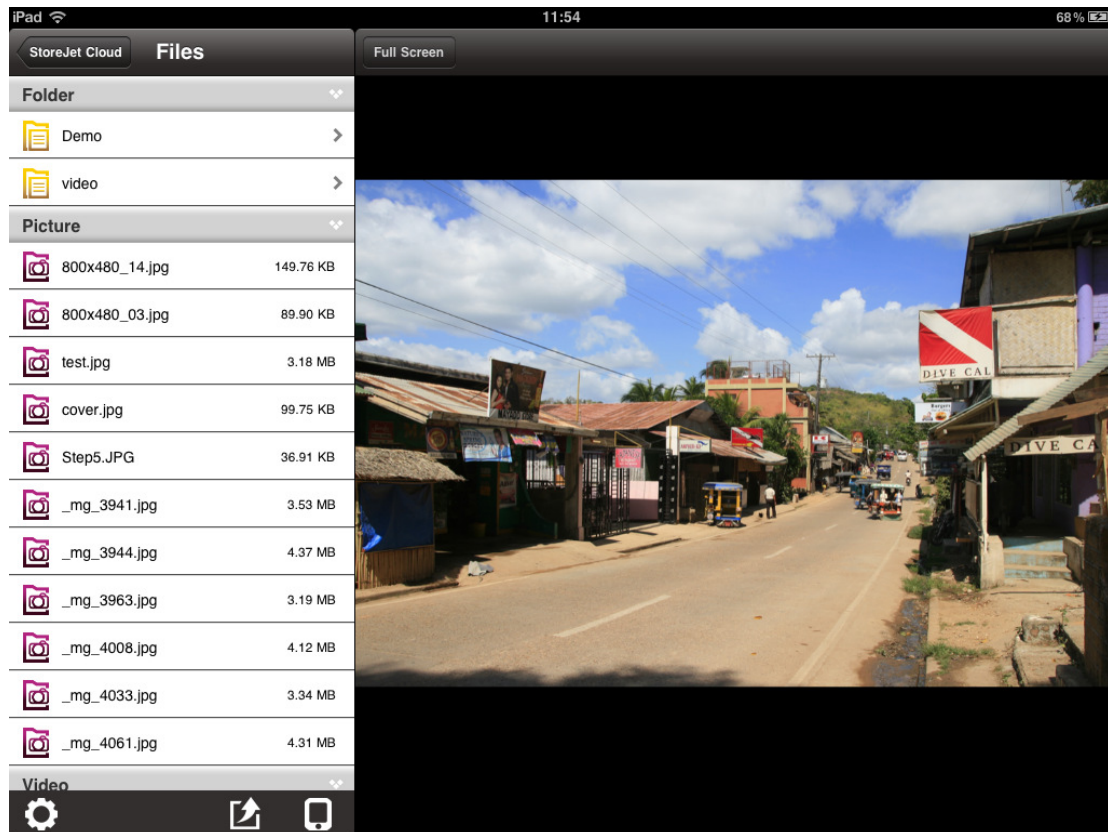 iPad 11:54 68%
StoreJet Cloud Files Full Screen
Folder
Demo
video
Picture
800x480_14.jpg 149.76 KB
800x480_03.jpg 89.90 KB
test.jpg 3.18 MB
cover.jpg 99.75 KB
Step5.JPG 36.91 KB
_mg_3941.jpg 3.53 MB
_mg_3944.jpg 4.37 MB
_mg_3963.jpg 3.19 MB
_mg_4008.jpg 4.12 MB
_mg_4033.jpg 3.34 MB
_mg_4061.jpg 4.31 MB
Video
DIVE CAL
Burgers
DIVE CA